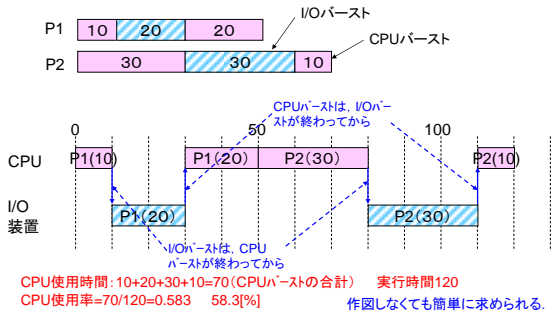 I/Oバースト
P1 10 20 20
CPUバースト
P2 30 30 10
CPUバーストは，I/Oバー
ストが終わってから
0 50 100
CPU P1(10) P1(20) P2(30) P2(10)
I/O
装置
P1(20) P2(30)
I/Oバーストは，CPU
バーストが終わってから
CPU使用時間：10+20+30+10=70（CPUバーストの合計） 実行時間120
CPU使用率=70/120=0.583 58.3[%]
作図しなくても簡単に求められる．